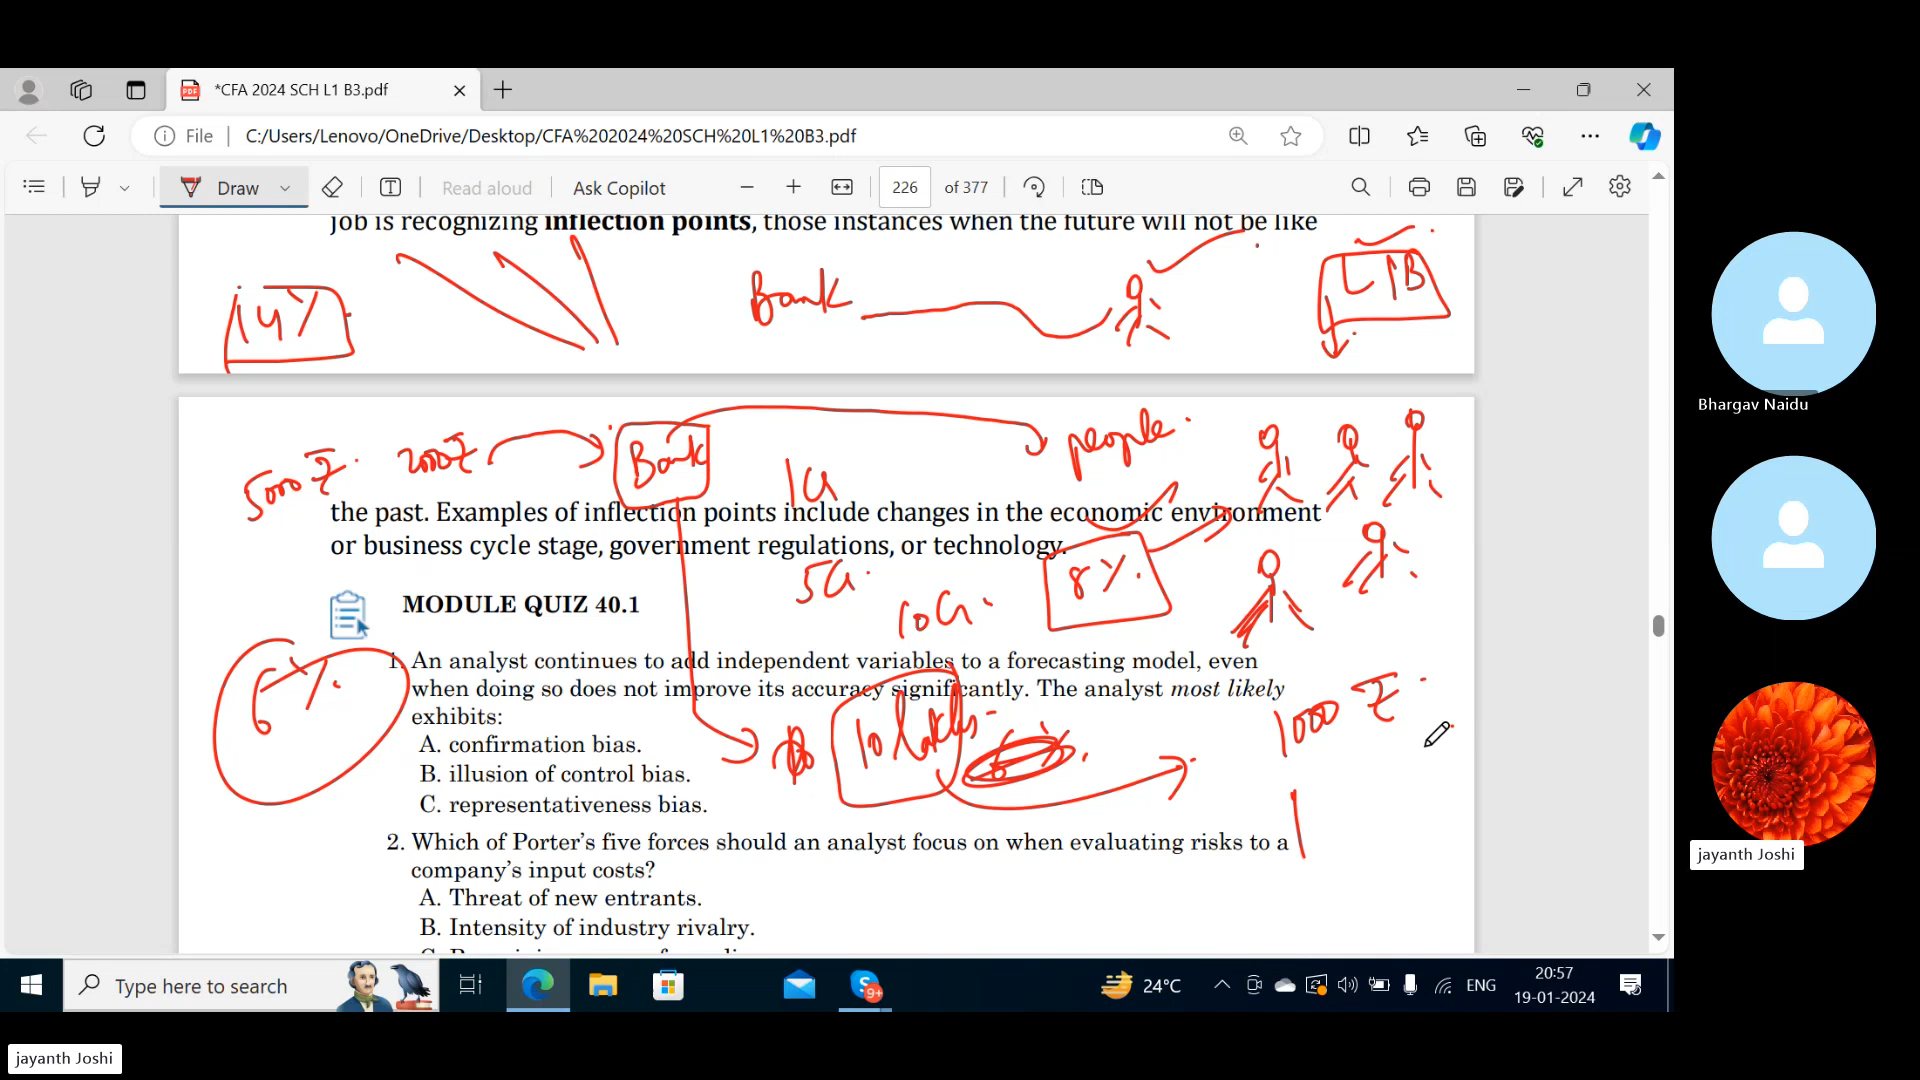 *CFA 2024 SCH L1 B3.pdf
File C:/Users/Lenovo/OneDrive/Desktop/CFA%202024%20SCH%20L1%20B3.pdf
Draw Read aloud Ask Copilot 226 of 377
job is recognizing inflection points, those instances when the future will not be like
14%
Bank
5000 ₹
2000 ₹
Bank
people
1Cr
the past. Examples of inflection points include changes in the economic environment
or business cycle stage, government regulations, or technology.
5Cr
8%
10Cr
MODULE QUIZ 40.1
6%
1. An analyst continues to add independent variables to a forecasting model, even
when doing so does not improve its accuracy significantly. The analyst most likely
exhibits:
10 lakhs
1000 ₹
A. confirmation bias.
B. illusion of control bias.
C. representativeness bias.
2. Which of Porter's five forces should an analyst focus on when evaluating risks to a
company's input costs?
A. Threat of new entrants.
B. Intensity of industry rivalry.
Bhargav Naidu
jayanth Joshi
Type here to search
9+
24°C
ENG
20:57
19-01-2024
jayanth Joshi